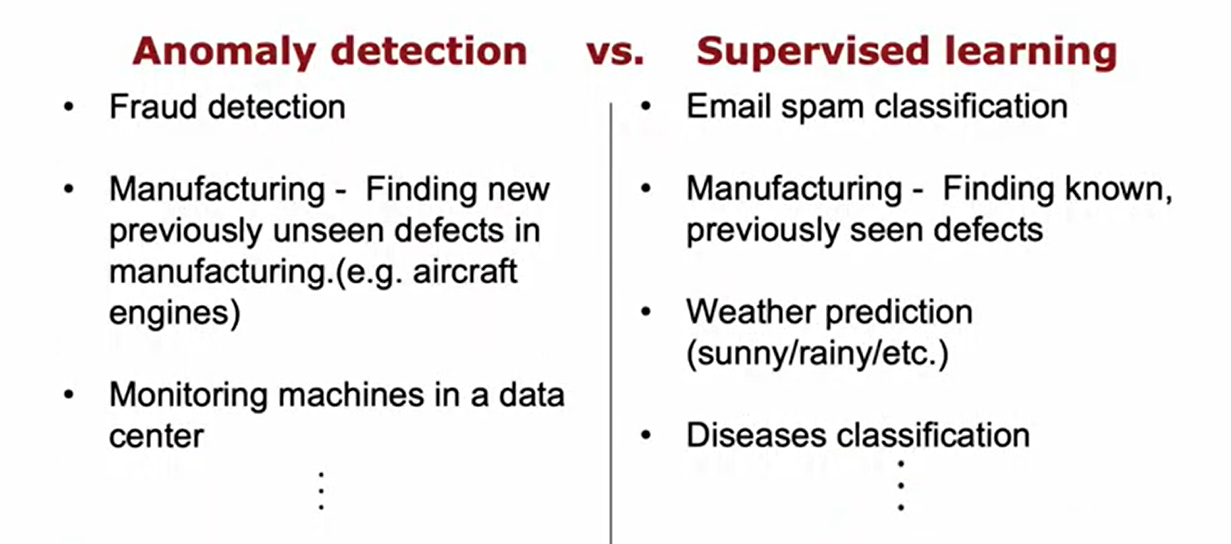 Anomaly detection vs. Supervised learning
• Fraud detection
• Manufacturing - Finding new
previously unseen defects in
manufacturing.(e.g. aircraft
engines)
• Monitoring machines in a data
center
• Email spam classification
• Manufacturing - Finding known,
previously seen defects
• Weather prediction
(sunny/rainy/etc.)
• Diseases classification